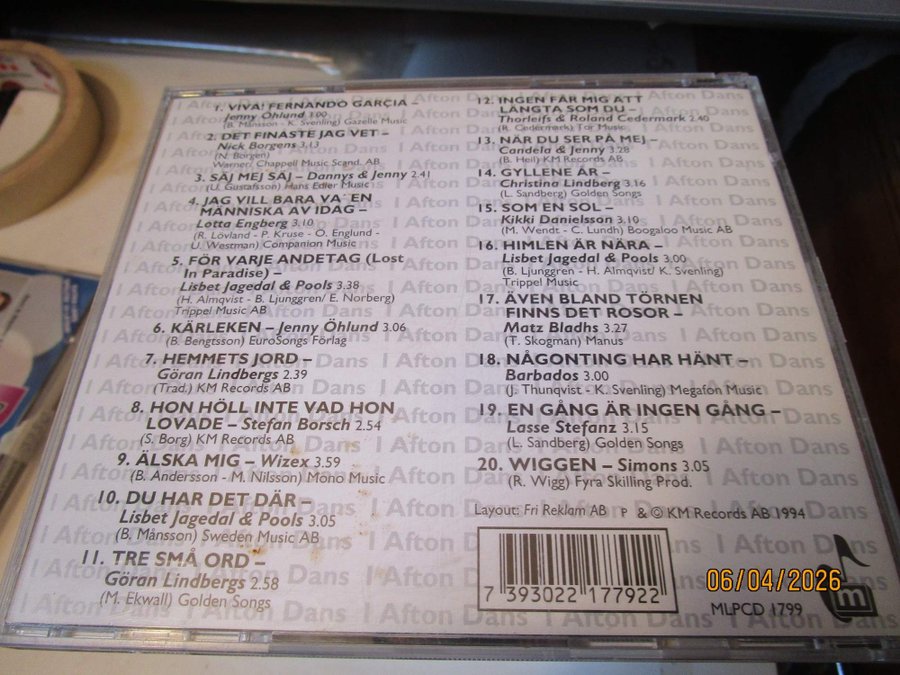 1. VIVA! FERNANDO GARÇIA –
Jenny Öhlund 3.00
(B. Månsson - K. Svenling) Gazelle Music
2. DET FINASTE JAG VET –
Nick Borgens 3.13
(N. Borgen)
Warner/ Chappell Music Scand. AB
3. SÄJ MEJ SÄJ – Dannys & Jenny 2.41
(U. Gustafsson) Hans Edler Music
4. JAG VILL BARA VA´ EN
MÄNNISKA AV IDAG –
Lotta Engberg 3.10
(R. Lövland - P. Kruse - O. Englund -
U. Westman) Companion Music
5. FÖR VARJE ANDETAG (Lost
In Paradise) –
Lisbet Jagedal & Pools 3.38
(H. Almqvist - B. Ljunggren/ E. Norberg)
Trippel Music AB
6. KÄRLEKEN – Jenny Öhlund 3.06
(B. Bengtsson) EuroSongs Förlag
7. HEMMETS JORD –
Göran Lindbergs 2.39
(Trad.) KM Records AB
8. HON HÖLL INTE VAD HON
LOVADE – Stefan Borsch 2.54
(S. Borg) KM Records AB
9. ÄLSKA MIG – Wizex 3.59
(B. Andersson - M. Nilsson) Mono Music
10. DU HAR DET DÄR –
Lisbet Jagedal & Pools 3.05
(B. Månsson) Sweden Music AB
11. TRE SMÅ ORD –
Göran Lindbergs 2.58
(M. Ekwall) Golden Songs
12. INGEN FÅR MIG ATT
LÄNGTA SOM DU –
Thorleifs & Roland Cedermark 2.40
(R. Cedermark) Tor Music
13. NÄR DU SER PÅ MEJ –
Candela & Jenny 3.28
(B. Heil) KM Records AB
14. GYLLENE ÅR –
Christina Lindberg 3.16
(L. Sandberg) Golden Songs
15. SOM EN SOL –
Kikki Danielsson 3.10
(M. Wendt - C. Lundh) Boogaloo Music AB
16. HIMLEN ÄR NÄRA –
Lisbet Jagedal & Pools 3.00
(B. Ljunggren - H. Almqvist/ K. Svenling)
Trippel Music
17. ÄVEN BLAND TÖRNEN
FINNS DET ROSOR –
Matz Bladhs 3.27
(T. Skogman) Manus
18. NÅGONTING HAR HÄNT –
Barbados 3.00
(J. Thunqvist - K. Svenling) Megafon Music
19. EN GÅNG ÄR INGEN GÅNG –
Lasse Stefanz 3.15
(L. Sandberg) Golden Songs
20. WIGGEN – Simons 3.05
(R. Wigg) Fyra Skilling Prod.
Layout: Fri Reklam AB P & © KM Records AB 1994
I Afton Dans
7 393022 177922
MLPCD 1799
m
06/04/2026